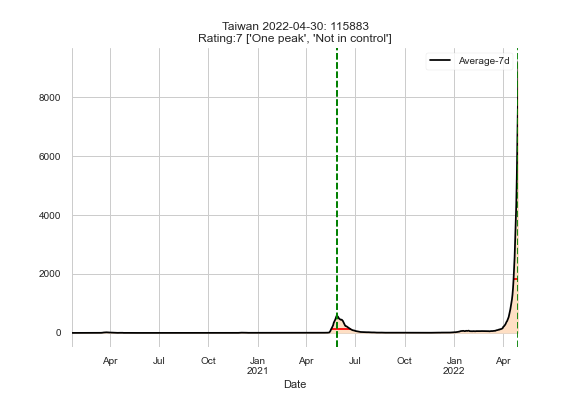 Taiwan 2022-04-30: 115883
Rating:7 ['One peak', 'Not in control']
Average-7d
8000
6000
4000
2000
0
Apr
Jul
Oct
Jan
2021
Apr
Jul
Oct
Jan
2022
Apr
Date